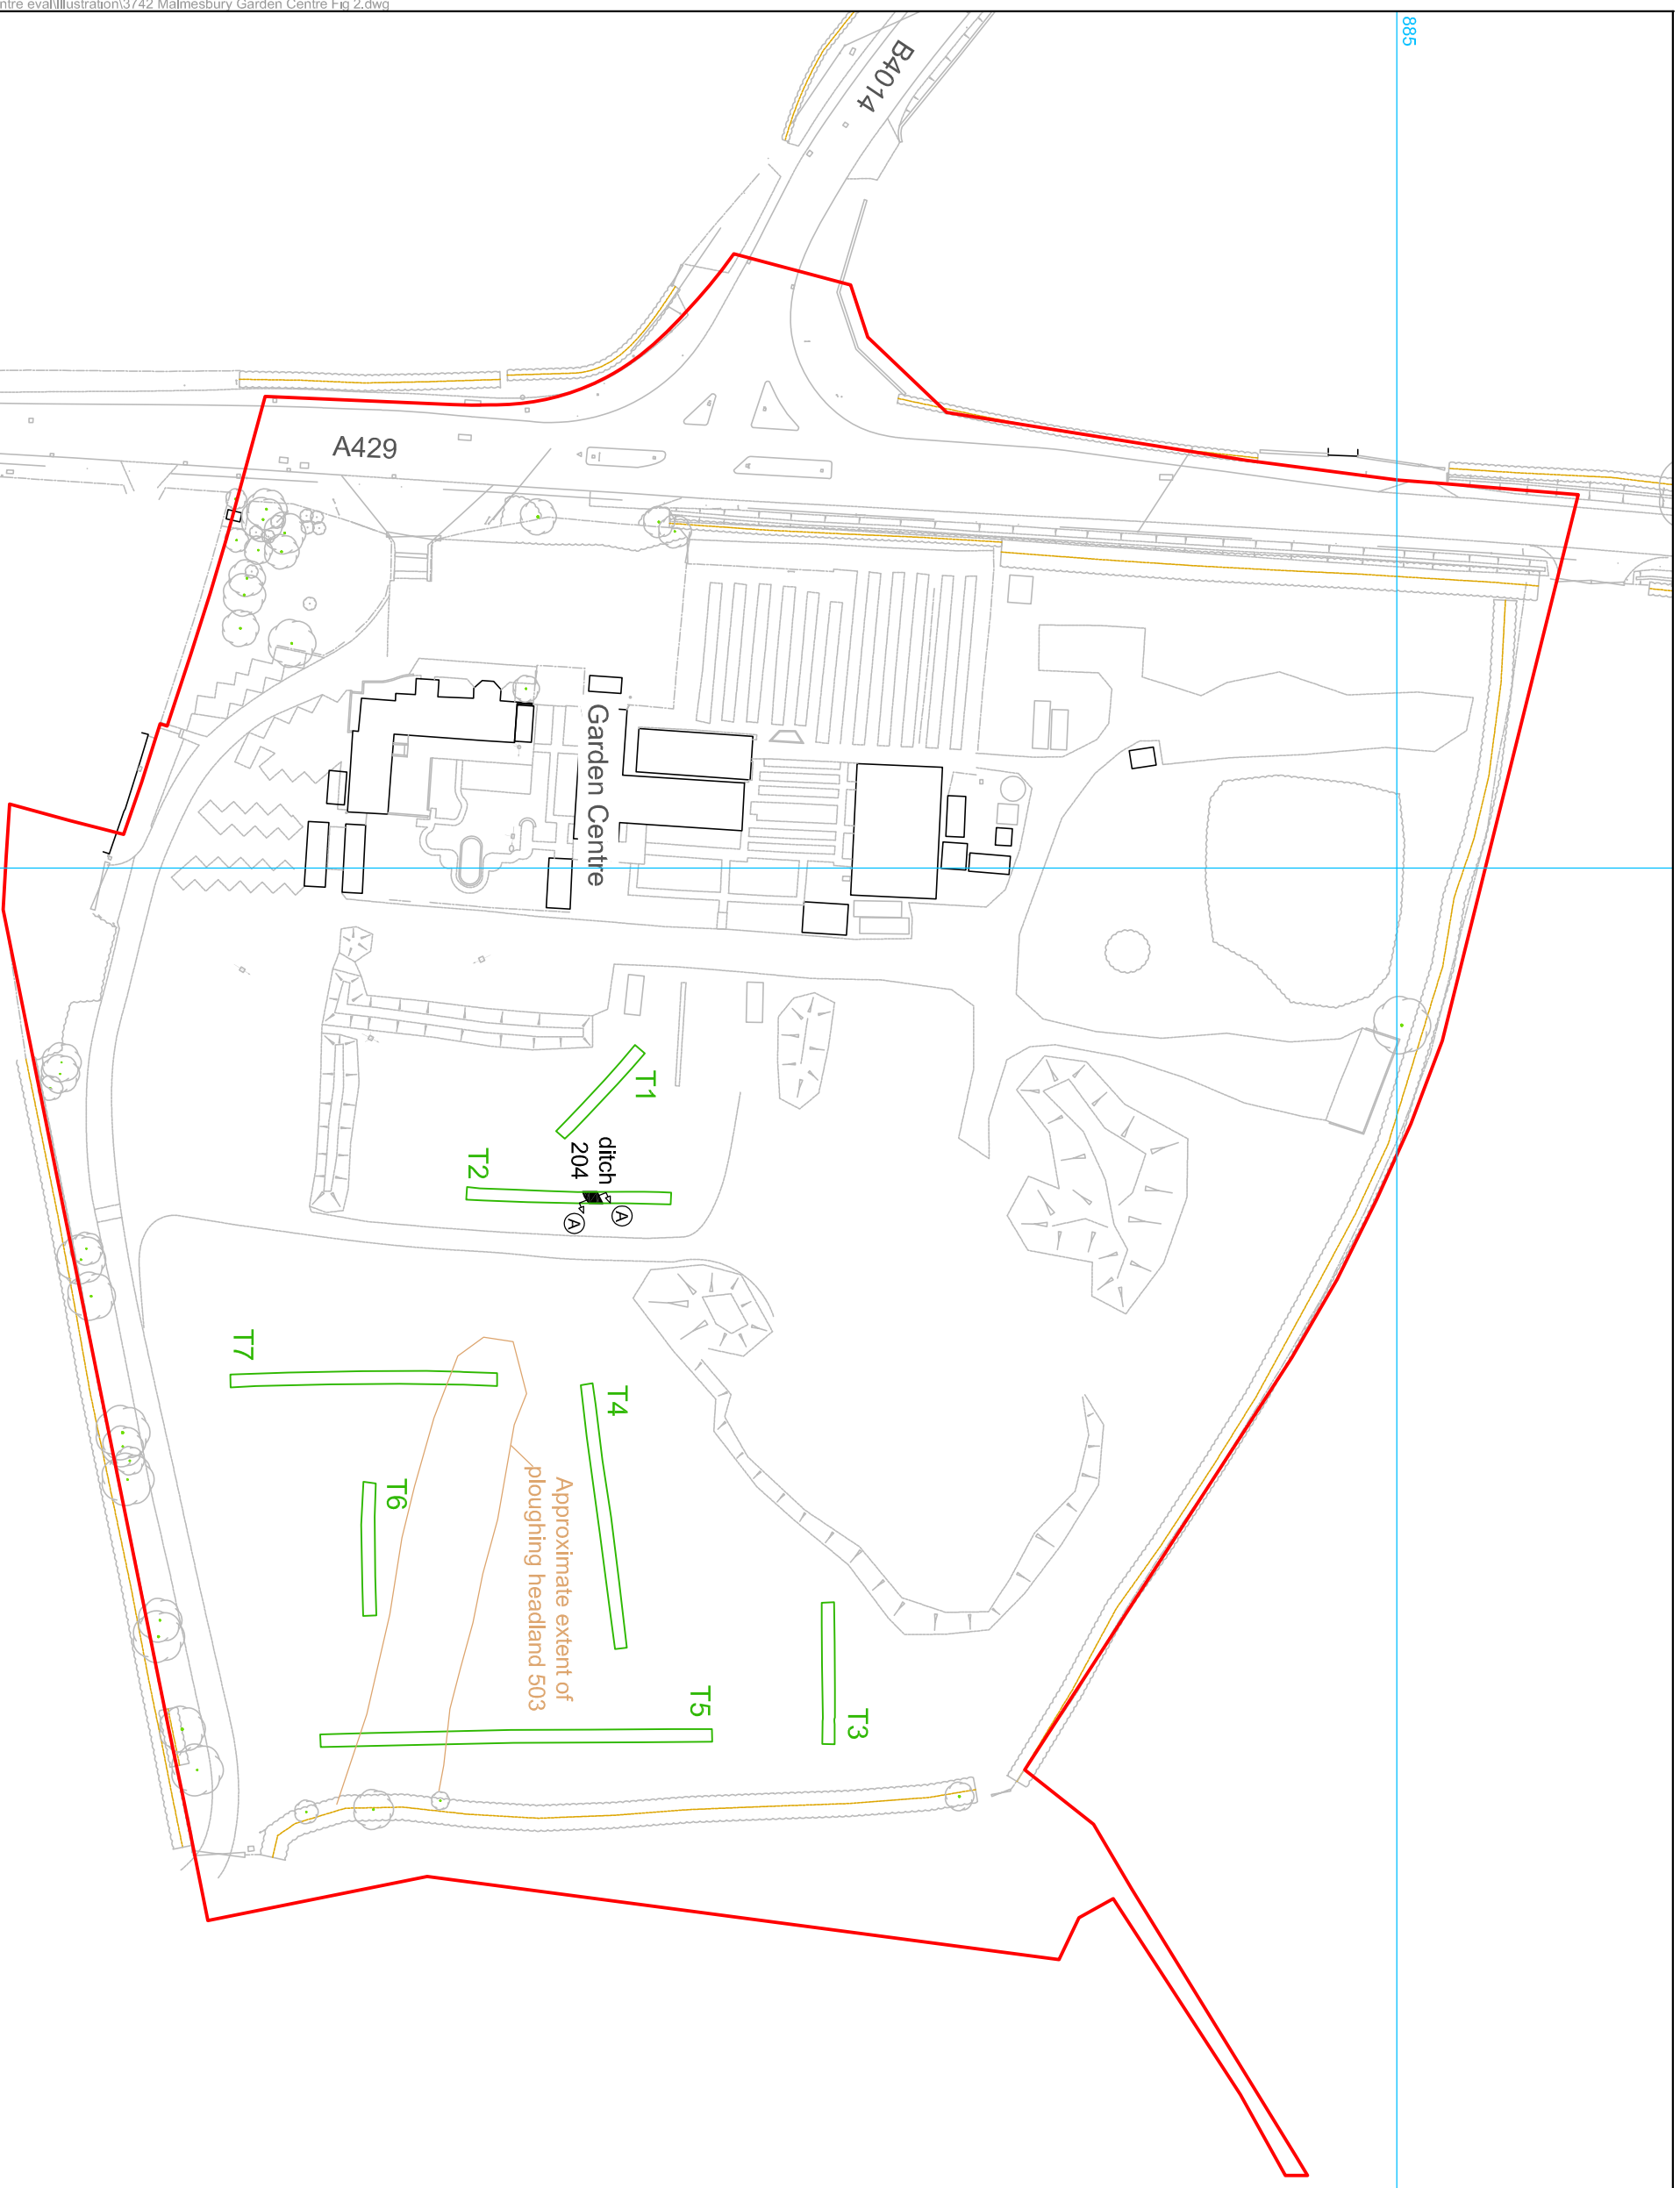 ntre eval\Illustration\3742 Malmesbury Garden Centre Fig 2.dwg
885
B4014
A429
Garden Centre
T1
ditch
204
T2
A
A
T7
T4
T6
Approximate extent of
ploughing headland 503
T5
T3